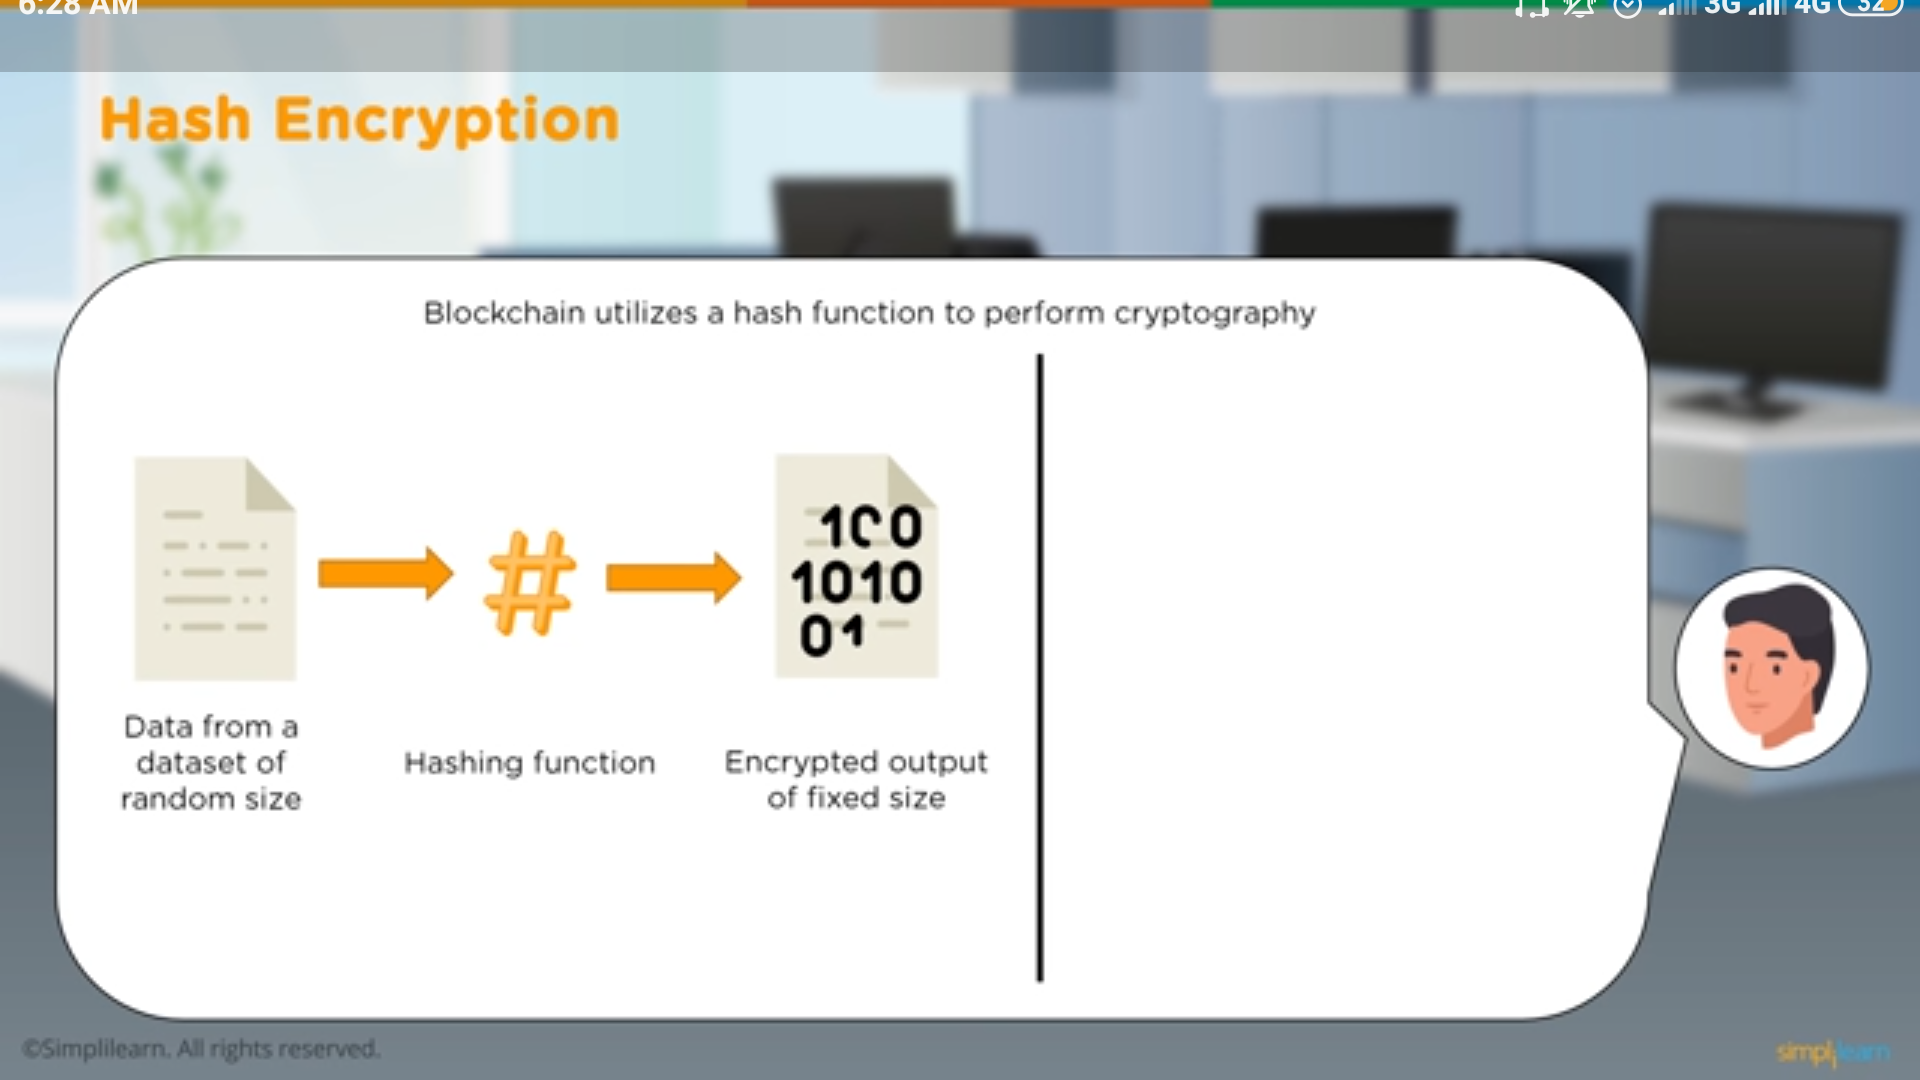 6:28 AM 3G 4G 32
Hash Encryption
Blockchain utilizes a hash function to perform cryptography
#
100
1010
01
Data from a
dataset of
random size
Hashing function
Encrypted output
of fixed size
©Simplilearn. All rights reserved.
simplilearn